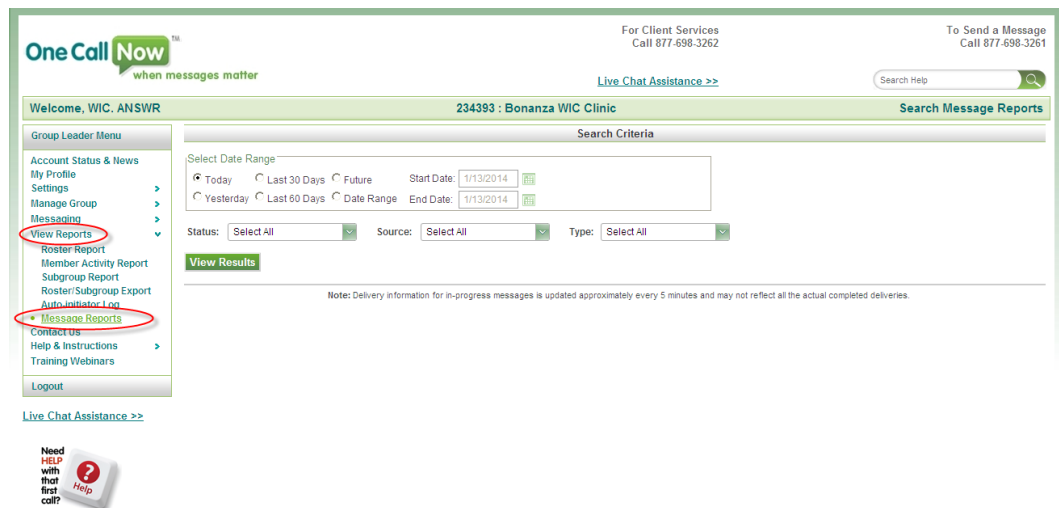 One Call Now TM
when messages matter
For Client Services
Call 877-698-3262
To Send a Message
Call 877-698-3261
Live Chat Assistance >>
Search Help
Welcome, WIC. ANSWR
234393 : Bonanza WIC Clinic
Search Message Reports
Group Leader Menu
Account Status & News
My Profile
Settings >
Manage Group >
Messaging >
View Reports
Roster Report
Member Activity Report
Subgroup Report
Roster/Subgroup Export
Auto-initiator Log
• Message Reports
Contact Us
Help & Instructions >
Training Webinars
Logout
Live Chat Assistance >>
Need
HELP
with
that
first
call?
?
Help
Search Criteria
Select Date Range
Today Last 30 Days Future Start Date: 1/13/2014
Yesterday Last 60 Days Date Range End Date: 1/13/2014
Status: Select All Source: Select All Type: Select All
View Results
Note: Delivery information for in-progress messages is updated approximately every 5 minutes and may not reflect all the actual completed deliveries.